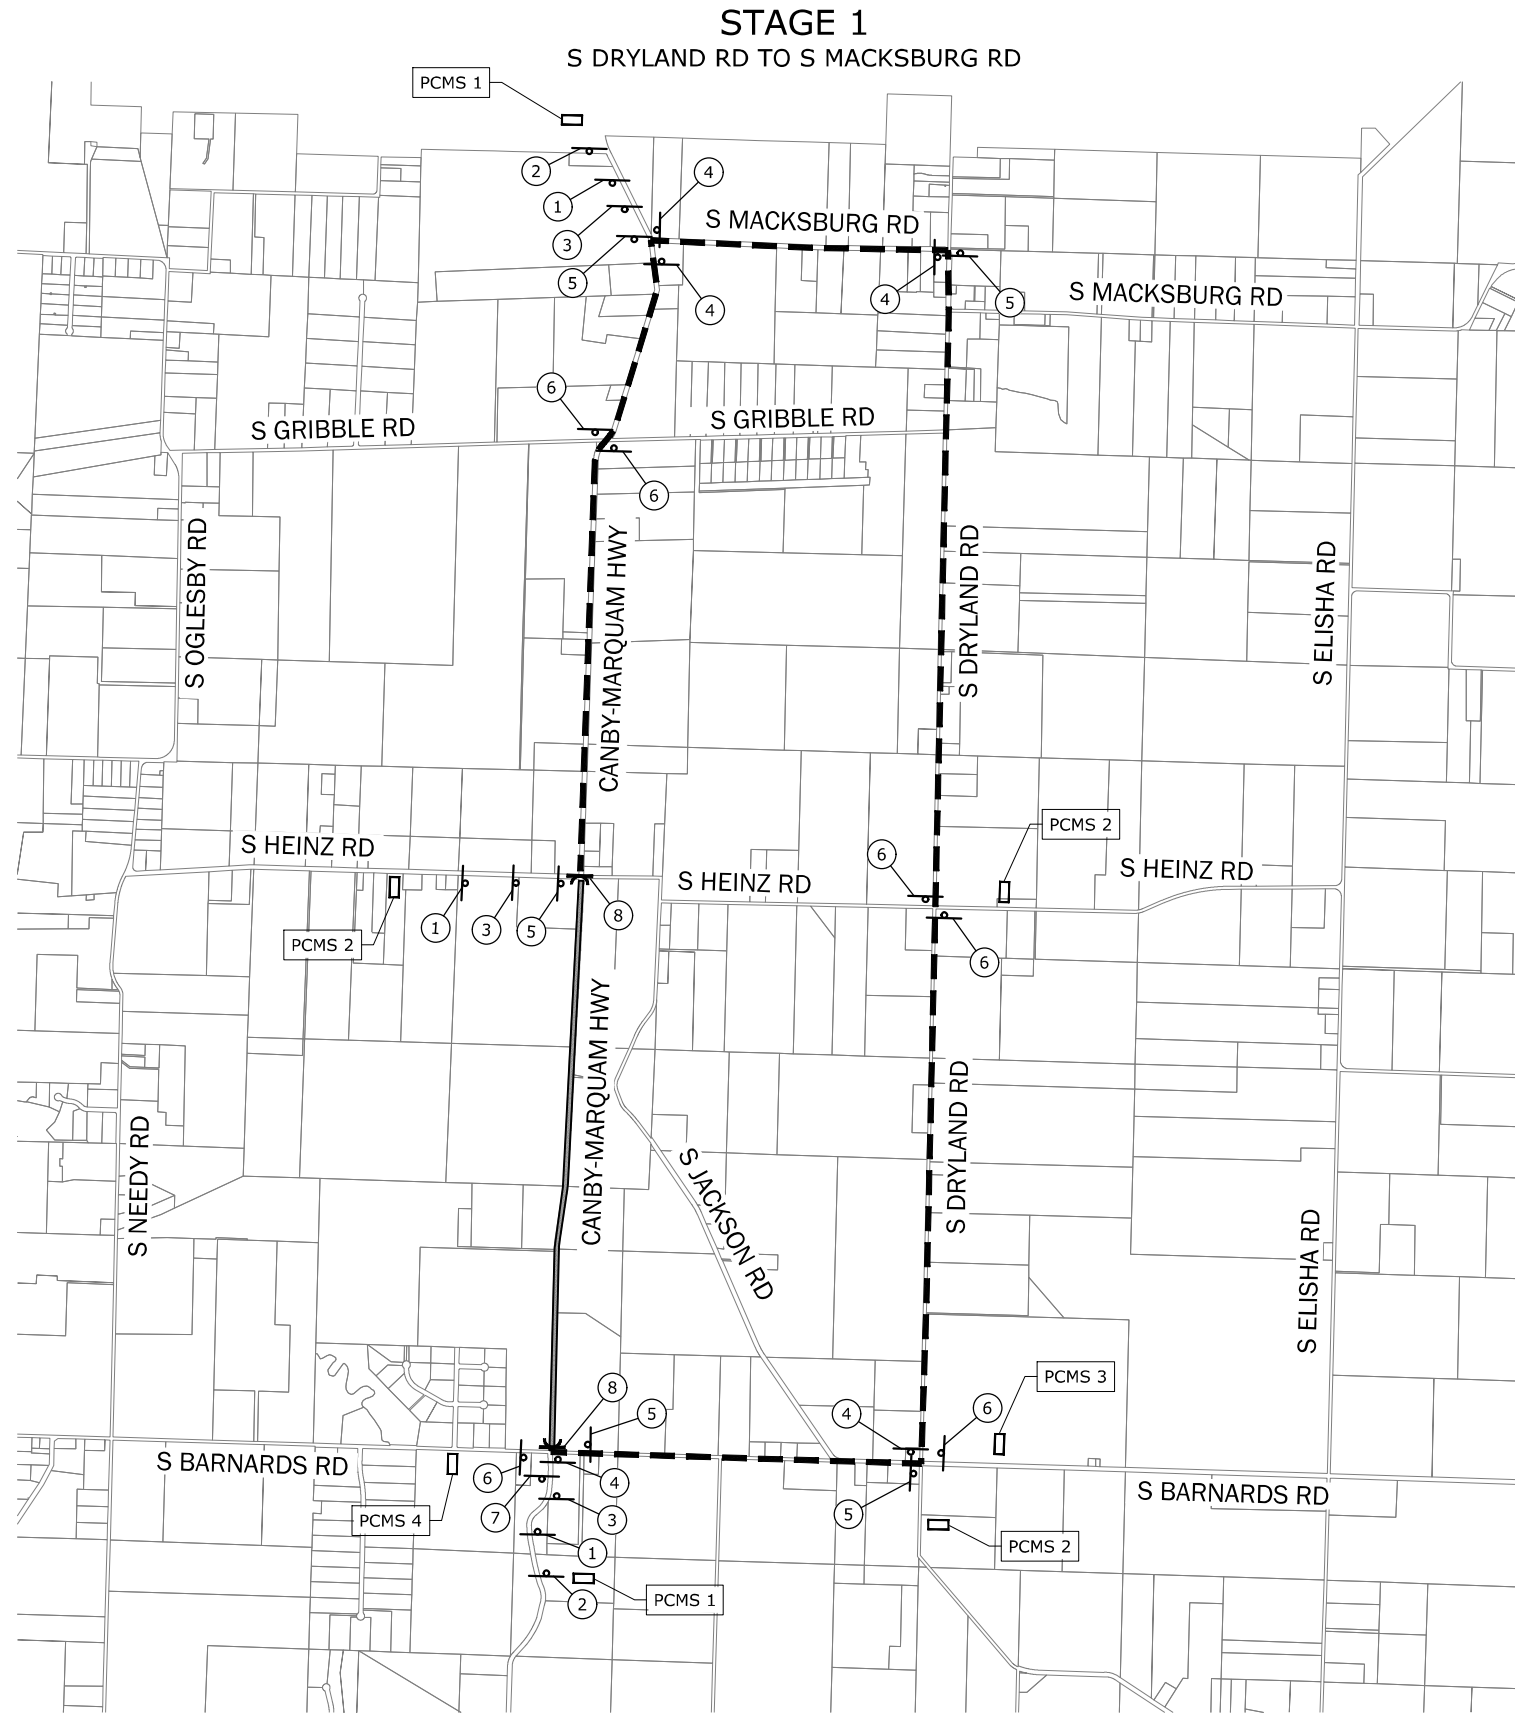 STAGE 1
S DRYLAND RD TO S MACKSBURG RD
PCMS 1
2
4
1
S MACKSBURG RD
3
5
4
4
5
S MACKSBURG RD
6
S GRIBBLE RD
S GRIBBLE RD
6
S OGLESBY RD
CANBY-MARQUAM HWY
S DRYLAND RD
S ELISHA RD
PCMS 2
S HEINZ RD
6
S HEINZ RD
S HEINZ RD
1
3
5
8
PCMS 2
6
CANBY-MARQUAM HWY
S DRYLAND RD
S NEEDY RD
S JACKSON RD
S ELISHA RD
PCMS 3
8
5
4
6
S BARNARDS RD
6
4
S BARNARDS RD
PCMS 4
7
3
5
1
PCMS 2
2
PCMS 1